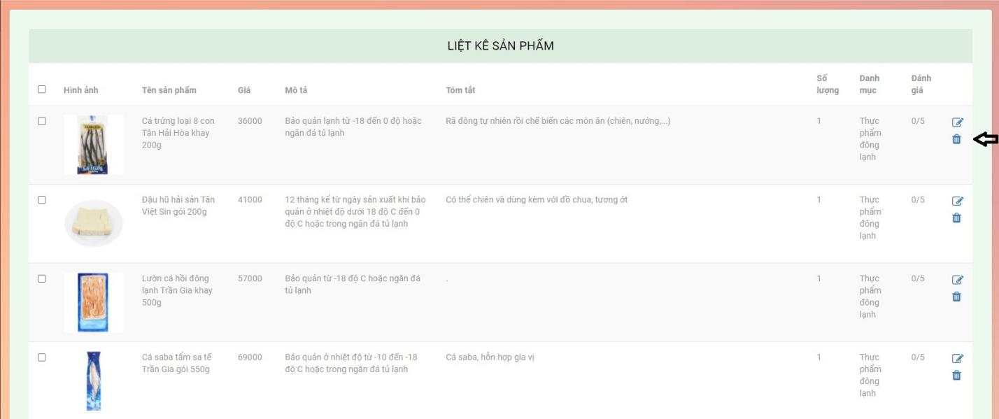 LIỆT KÊ SẢN PHẨM
Hình ảnh Tên sản phẩm Giá Mô tả Tóm tắt Số lượng Danh mục Đánh giá
Cá trứng loại 8 con 36000 Bảo quản lạnh từ -18 đến 0 độ hoặc Rã đông tự nhiên rồi chế biến các món ăn (chiên, nướng,...) 1 Thực 0/5
Tân Hải Hòa khay ngăn đá tủ lạnh phẩm
200g đông
lạnh
Đậu hũ hải sản Tân 41000 12 tháng kể từ ngày sản xuất khi bảo Có thể chiên và dùng kèm với đồ chua, tương ớt 1 Thực 0/5
Việt Sin gói 200g quản ở nhiệt độ dưới 18 độ C đến 0 phẩm
độ C hoặc trong ngăn đá tủ lạnh đông
lạnh
Lườn cá hồi đông 57000 Bảo quản từ -18 độ C hoặc ngăn đá . 1 Thực 0/5
lạnh Trần Gia khay tủ lạnh phẩm
500g đông
lạnh
Cá saba tẩm sa tế 69000 Bảo quản ở nhiệt độ từ -10 đến -18 Cá saba, hỗn hợp gia vị 1 Thực 0/5
Trần Gia gói 550g độ C hoặc trong ngăn đá tủ lạnh phẩm
đông
lạnh